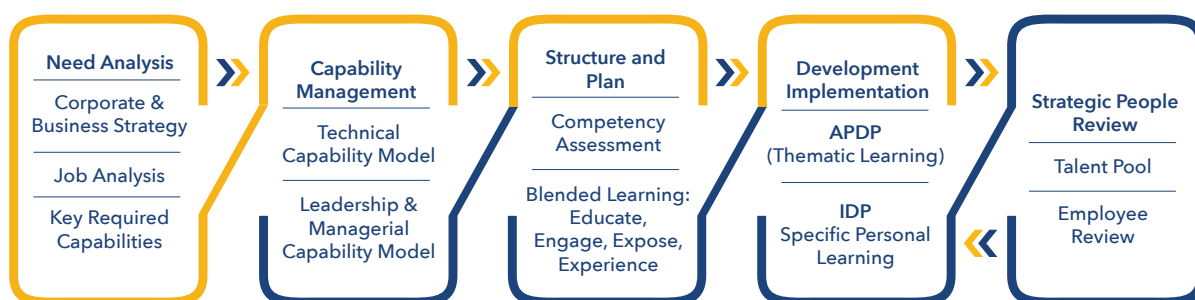 Need Analysis
Corporate &
Business Strategy
Job Analysis
Key Required
Capabilities
Capability
Management
Technical
Capability Model
Leadership &
Managerial
Capability Model
Structure and
Plan
Competency
Assessment
Blended Learning:
Educate,
Engage, Expose,
Experience
Development
Implementation
APDP
(Thematic Learning)
IDP
Specific Personal
Learning
Strategic People
Review
Talent Pool
Employee
Review